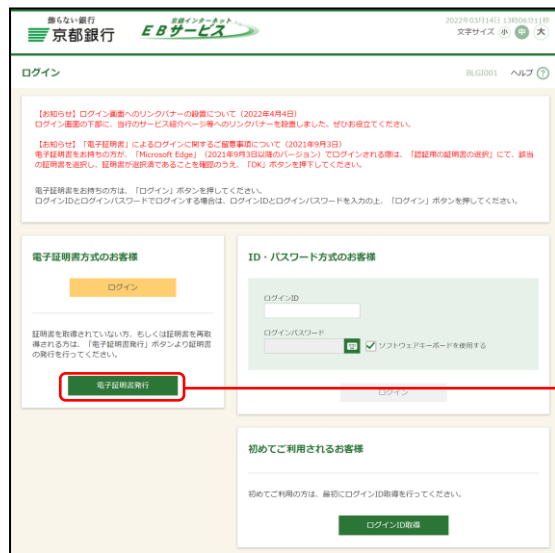 飾らない銀行
京都銀行
京銀インターネット
EBサービス
2022年03月14日 13時06分11秒
文字サイズ 小 中 大
ログイン
BLGI001 ヘルプ ?
【お知らせ】ログイン画面へのリンクバナーの設置について(2022年4月4日)
ログイン画面の下部に、当行のサービス紹介ページ等へのリンクバナーを設置しました。ぜひお役立てください。
【お知らせ】「電子証明書」によるログインに関するご留意事項について(2021年9月3日)
電子証明書をお持ちの方が、「Microsoft Edge」(2021年9月3日以降のバージョン)でログインされる際は、「認証用の証明書の選択」にて、該当
の証明書を選択し、証明書が選択済であることを確認のうえ、「OK」ボタンを押下してください。
電子証明書をお持ちの方は、「ログイン」ボタンを押してください。
ログインIDとログインパスワードでログインする場合は、ログインIDとログインパスワードを入力の上、「ログイン」ボタンを押してください。
電子証明書方式のお客様
ログイン
証明書を取得されていない方、もしくは証明書を再取
得される方は、「電子証明書発行」ボタンより証明書
の発行を行ってください。
電子証明書発行
ID・パスワード方式のお客様
ログインID
ログインパスワード
ソフトウェアキーボードを使用する
ログイン
初めてご利用されるお客様
初めてご利用の方は、最初にログインID取得を行ってください。
ログインID取得